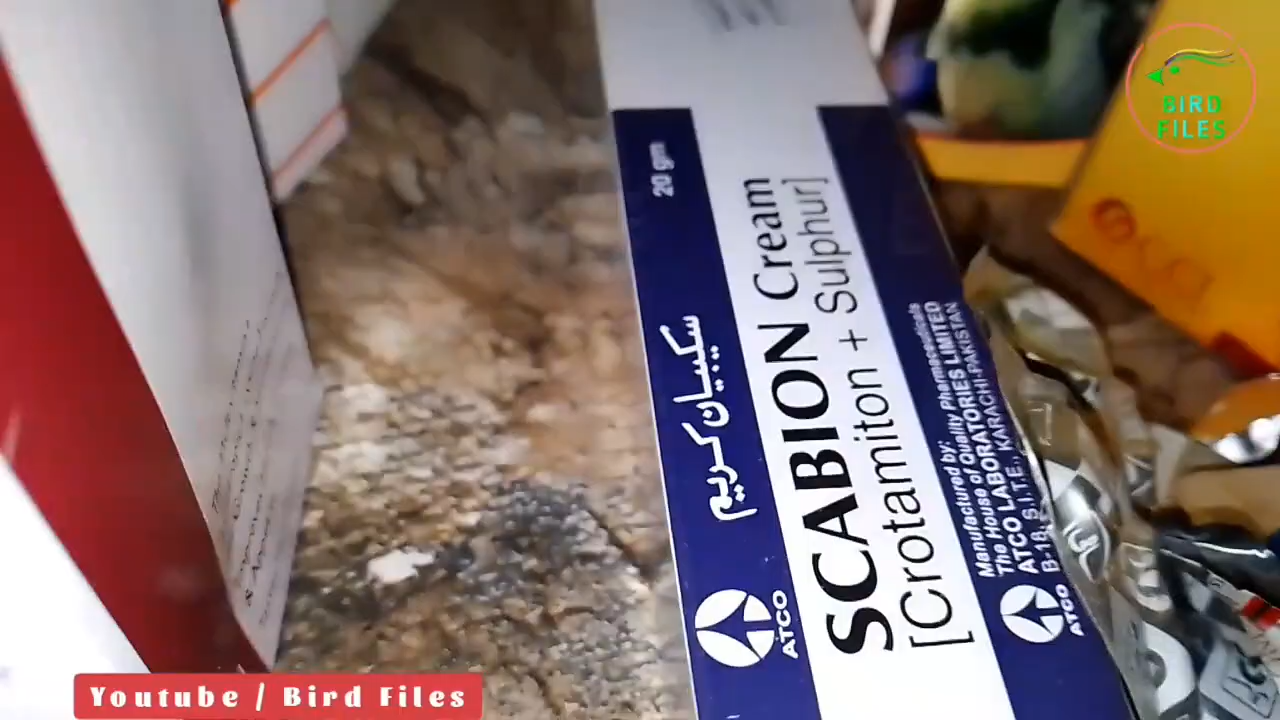 BIRD
FILES
20 gm
سکیبیان کریم
SCABION Cream
[Crotamiton + Sulphur]
Manufactured by:
The House of Quality Pharmaceuticals
ATCO LABORATORIES LIMITED
B-18, S.I.T.E., KARACHI-PAKISTAN
ATCO
ATCO
Youtube / Bird Files